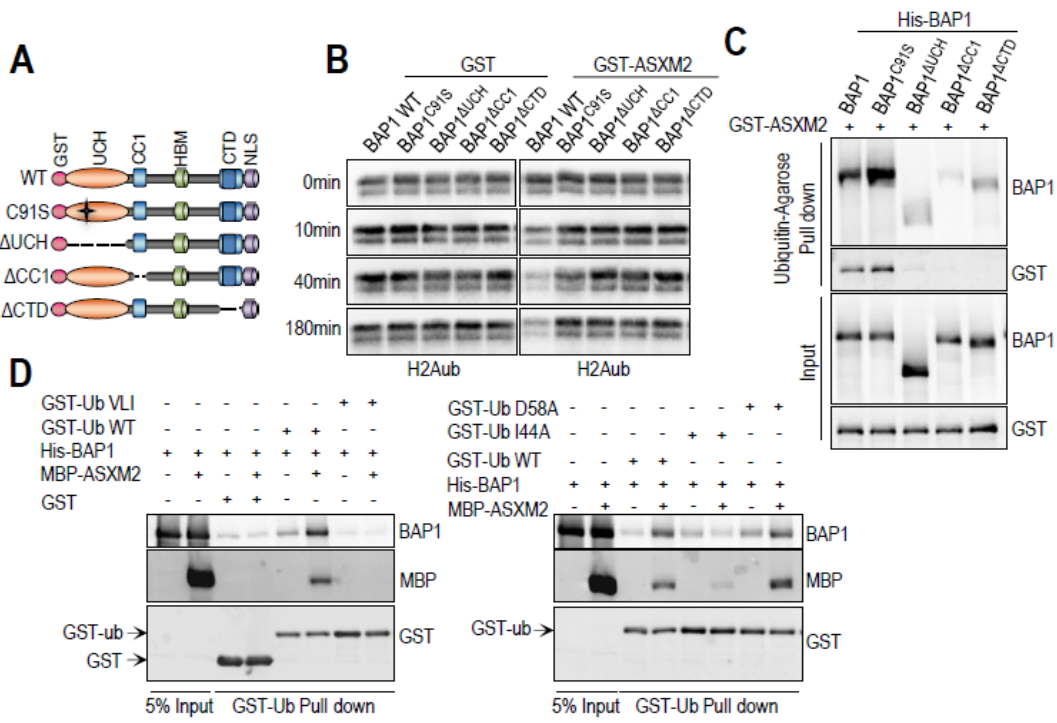 A
GST
UCH
CC1
HBM
CTD
NLS
WT
C91S
ΔUCH
ΔCC1
ΔCTD
B
GST
GST-ASXM2
BAP1 WT
BAP1C91S
BAP1ΔUCH
BAP1ΔCC1
BAP1ΔCTD
BAP1 WT
BAP1C91S
BAP1ΔUCH
BAP1ΔCC1
BAP1ΔCTD
0min
10min
40min
180min
H2Aub
H2Aub
C
His-BAP1
BAP1
BAP1C91S
BAP1ΔUCH
BAP1ΔCC1
BAP1ΔCTD
GST-ASXM2 + + + + +
Ubiquitin-Agarose
Pull down
BAP1
GST
Input
BAP1
GST
D
GST-Ub VLI - - - - - - + +
GST-Ub WT - - - - + + - -
His-BAP1 + + + + + + + +
MBP-ASXM2 - + - + - + - +
GST - - + + - - - -
BAP1
MBP
GST-ub
GST
GST
5% Input
GST-Ub Pull down
GST-Ub D58A - - - - - - + +
GST-Ub I44A - - - - + + - -
GST-Ub WT - - + + - - - -
His-BAP1 + + + + + + + +
MBP-ASXM2 - + - + - + - +
BAP1
MBP
GST-ub
GST
5% Input
GST-Ub Pull down